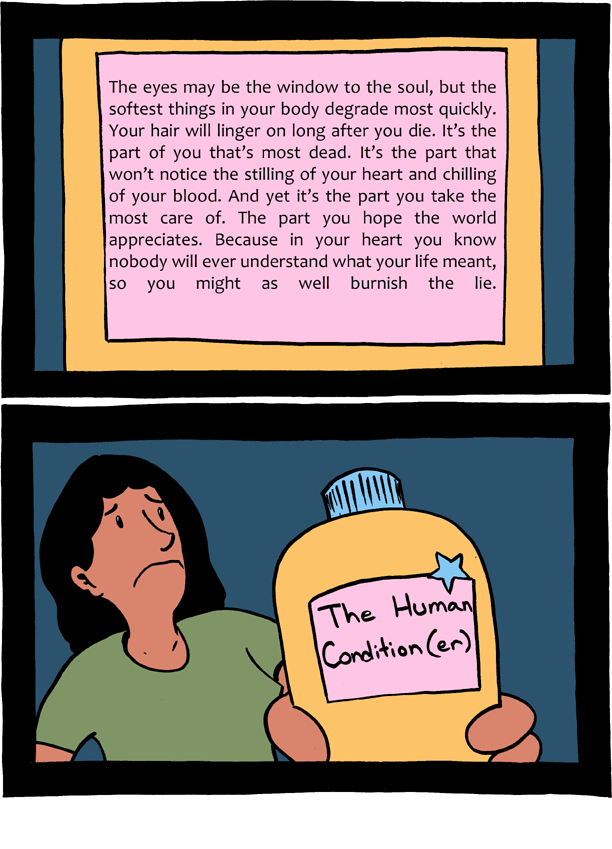 The eyes may be the window to the soul, but the
softest things in your body degrade most quickly.
Your hair will linger on long after you die. It's the
part of you that's most dead. It's the part that
won't notice the stilling of your heart and chilling
of your blood. And yet it's the part you take the
most care of. The part you hope the world
appreciates. Because in your heart you know
nobody will ever understand what your life meant,
so you might as well burnish the lie.
The Human
Condition(er)